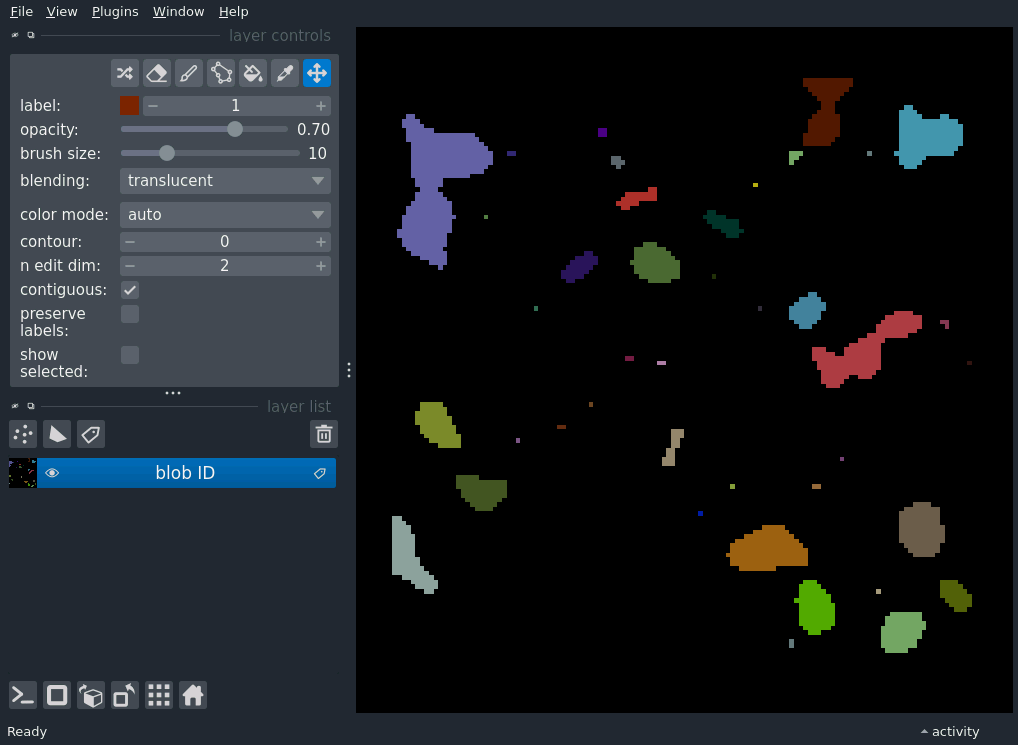 File View Plugins Window Help
layer controls
label: 1
opacity: 0.70
brush size: 10
blending: translucent
color mode: auto
contour: 0
n edit dim: 2
contiguous:
preserve
labels:
show
selected:
layer list
blob ID
Ready
activity